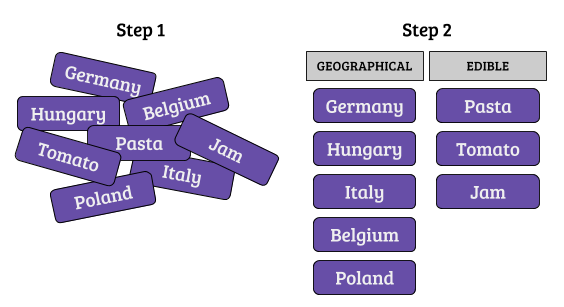 Step 1
Germany
Hungary
Belgium
Pasta
Jam
Tomato
Italy
Poland
Step 2
GEOGRAPHICAL
EDIBLE
Germany
Pasta
Hungary
Tomato
Italy
Jam
Belgium
Poland